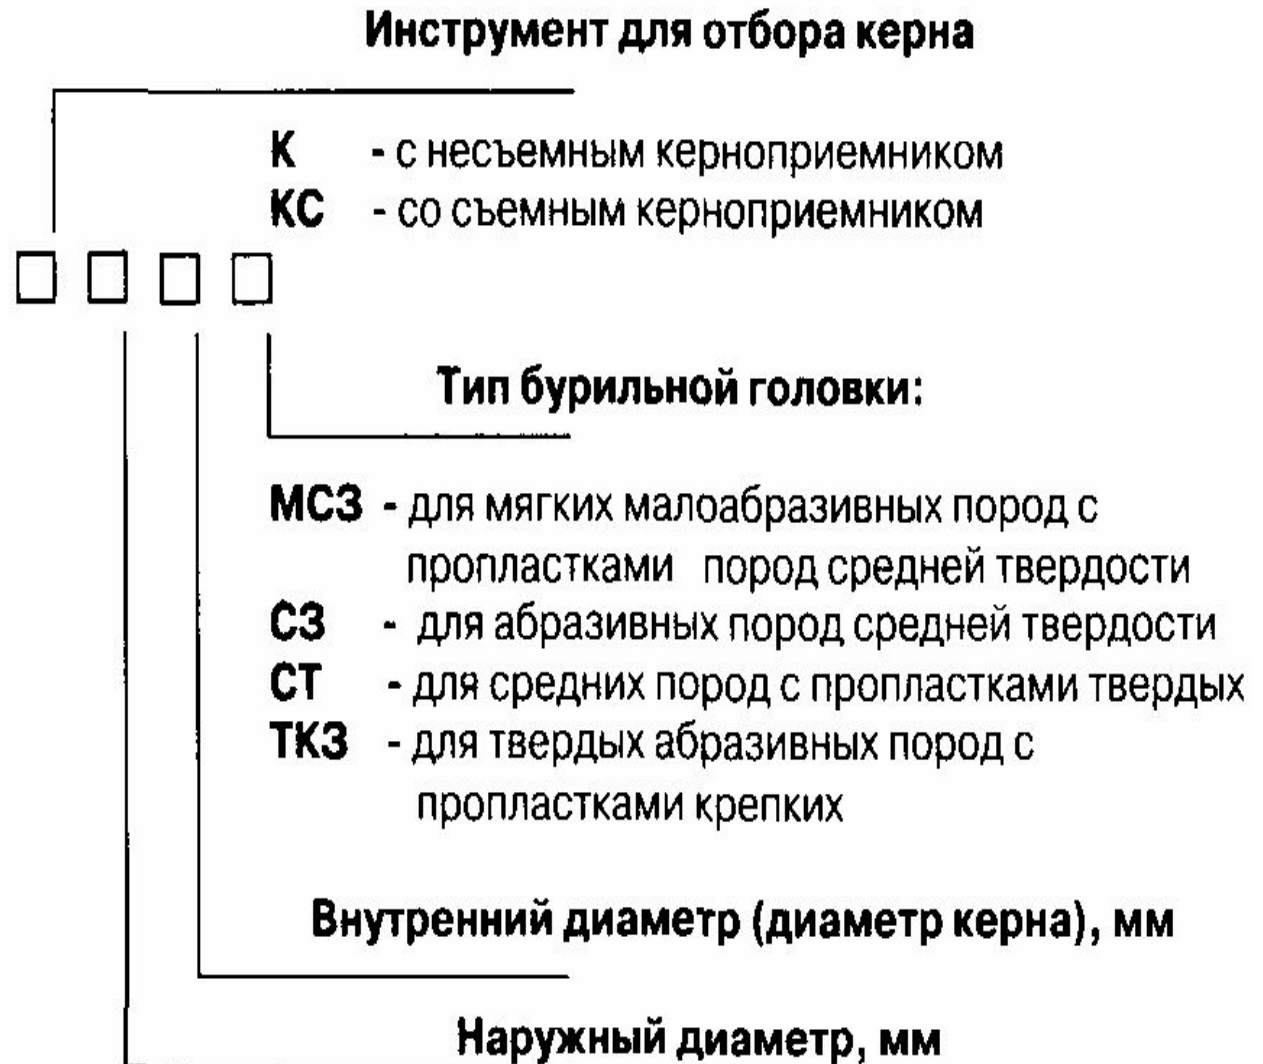 Инструмент для отбора керна
К - с несъемным керноприемником
КС - со съемным керноприемником
Тип бурильной головки:
МСЗ - для мягких малоабразивных пород с
пропластками пород средней твердости
СЗ - для абразивных пород средней твердости
СТ - для средних пород с пропластками твердых
ТКЗ - для твердых абразивных пород с
пропластками крепких
Внутренний диаметр (диаметр керна), мм
Наружный диаметр, мм